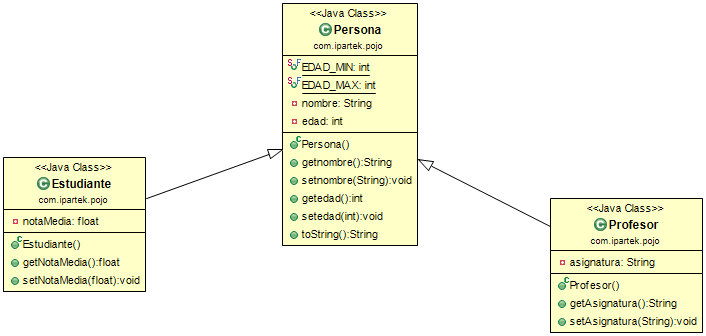 <<Java Class>>
Persona
com.ipartek.pojo
EDAD_MIN: int
EDAD_MAX: int
nombre: String
edad: int
Persona()
getnombre():String
setnombre(String):void
getedad():int
setedad(int):void
toString():String
<<Java Class>>
Estudiante
com.ipartek.pojo
notaMedia: float
Estudiante()
getNotaMedia():float
setNotaMedia(float):void
<<Java Class>>
Profesor
com.ipartek.pojo
asignatura: String
Profesor()
getAsignatura():String
setAsignatura(String):void